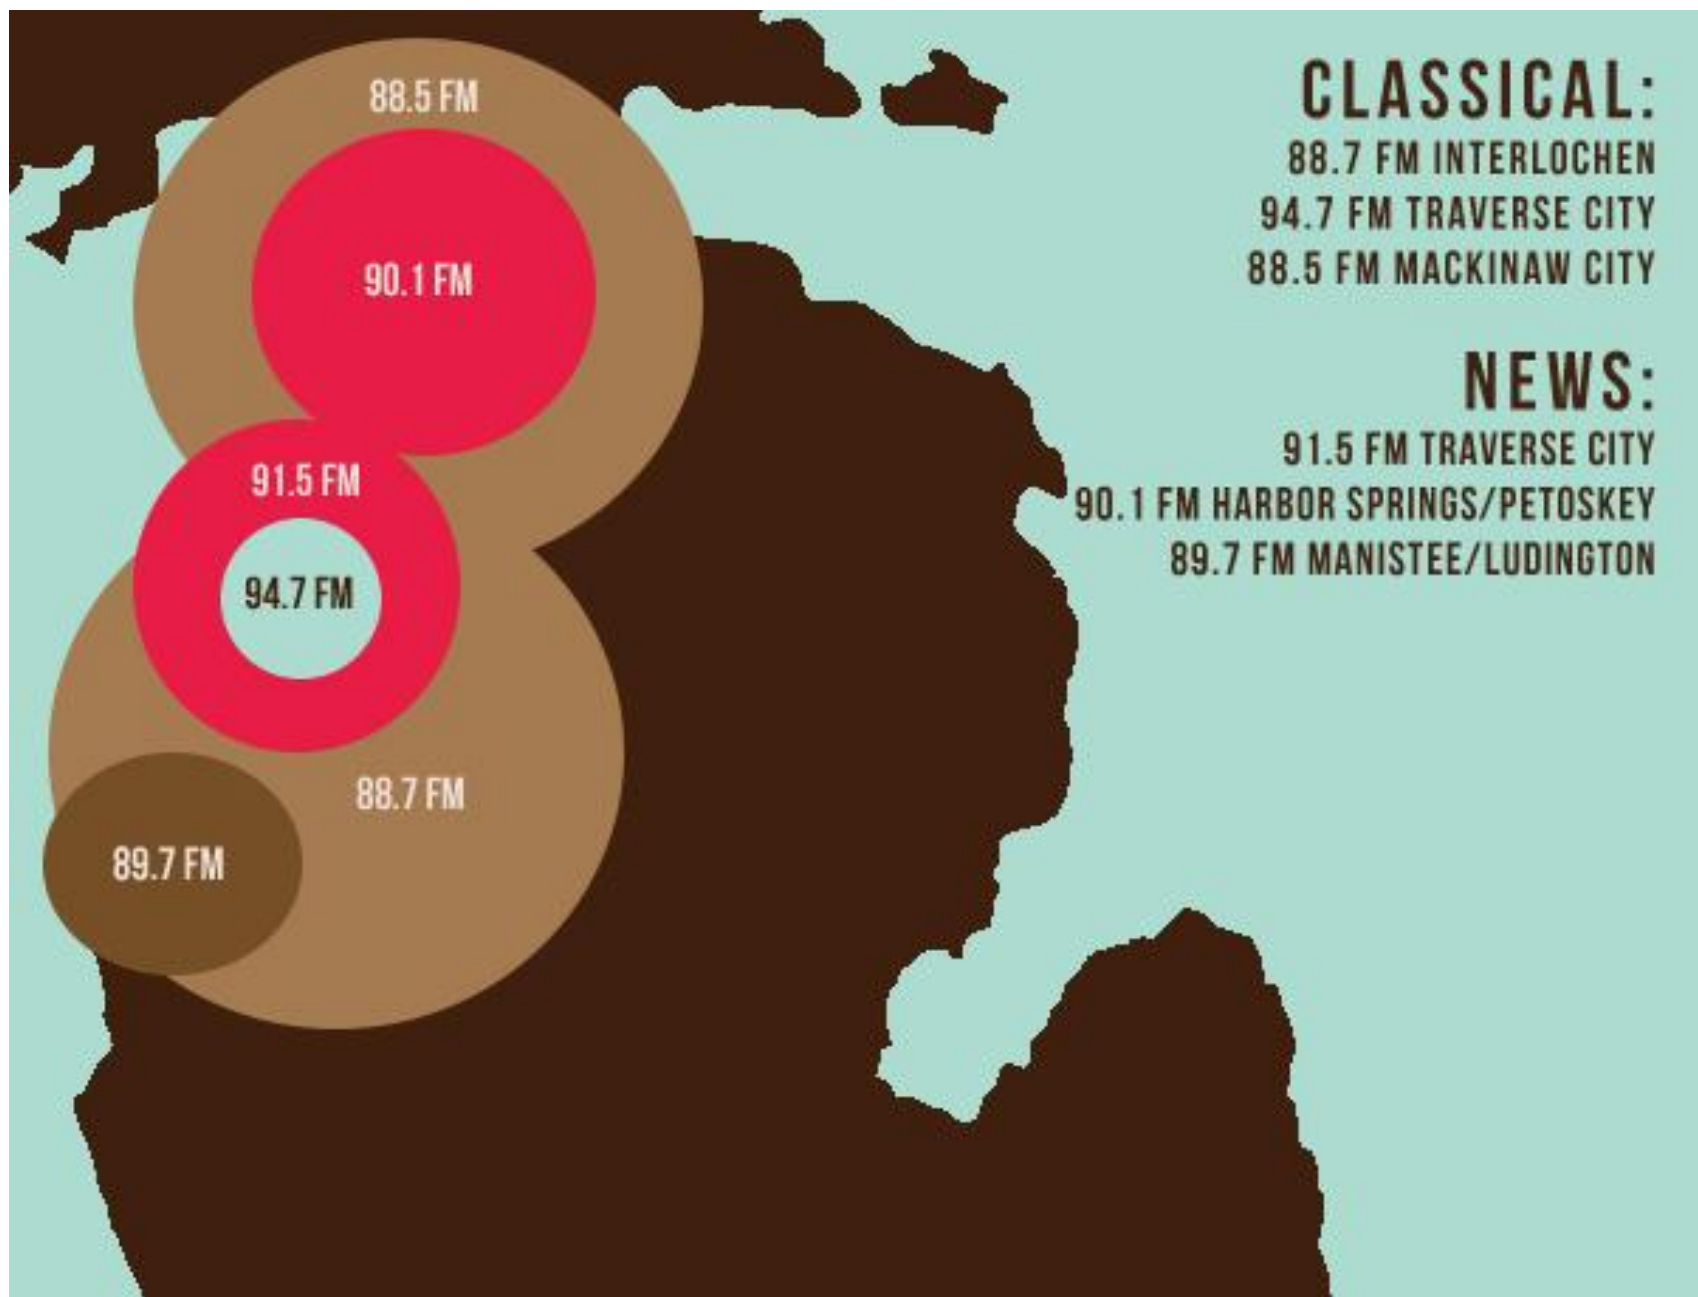 88.5 FM
90.1 FM
91.5 FM
94.7 FM
88.7 FM
89.7 FM
CLASSICAL:
88.7 FM INTERLOCHEN
94.7 FM TRAVERSE CITY
88.5 FM MACKINAW CITY
NEWS:
91.5 FM TRAVERSE CITY
90.1 FM HARBOR SPRINGS/PETOSKEY
89.7 FM MANISTEE/LUDINGTON